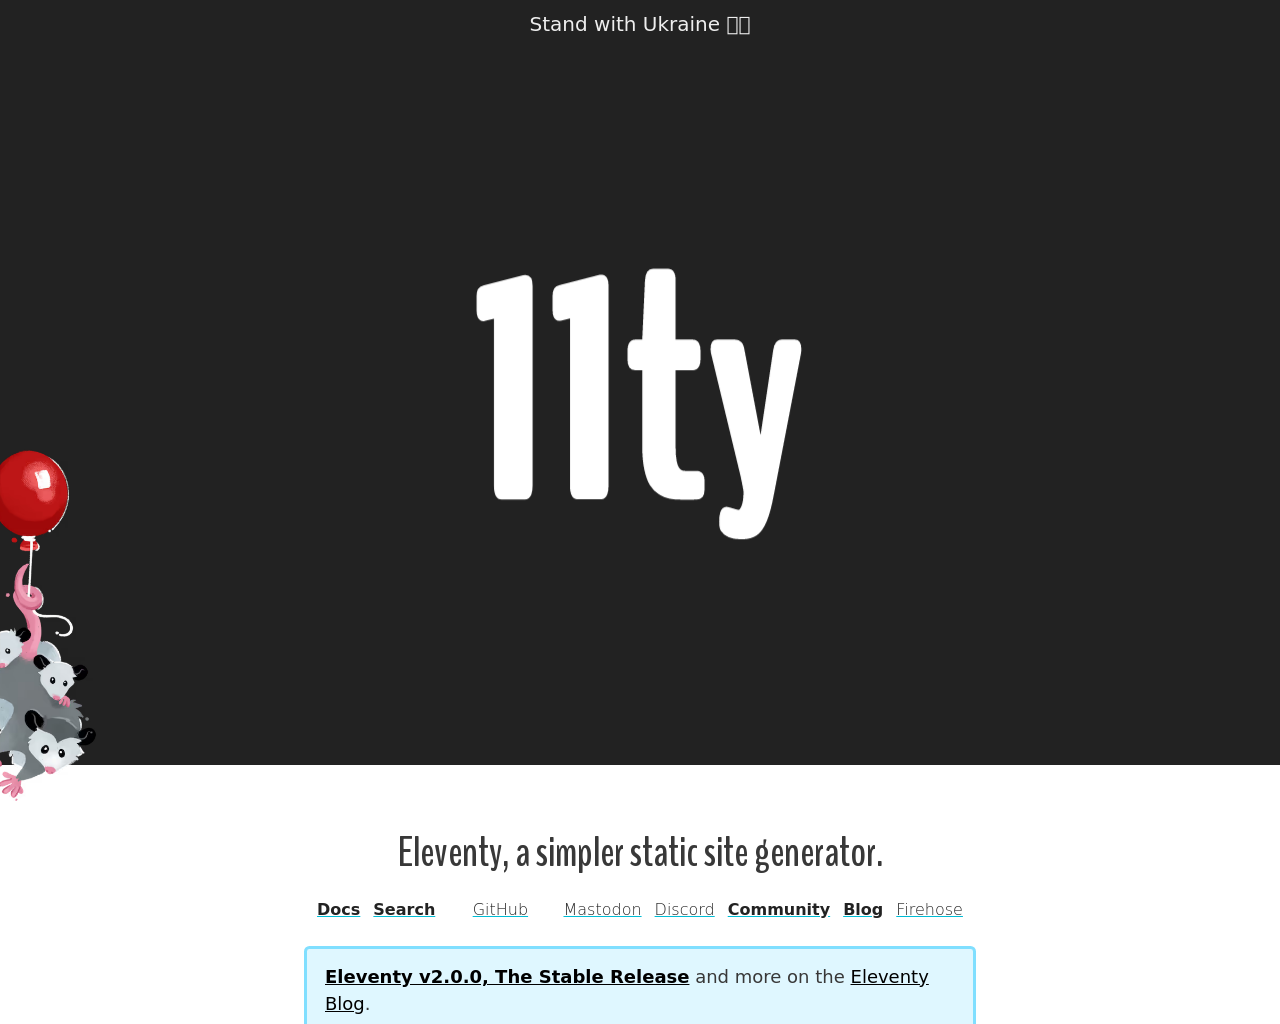 Stand with Ukraine
11ty
Eleventy, a simpler static site generator.
Docs Search GitHub Mastodon Discord Community Blog Firehose
Eleventy v2.0.0, The Stable Release and more on the Eleventy
Blog.